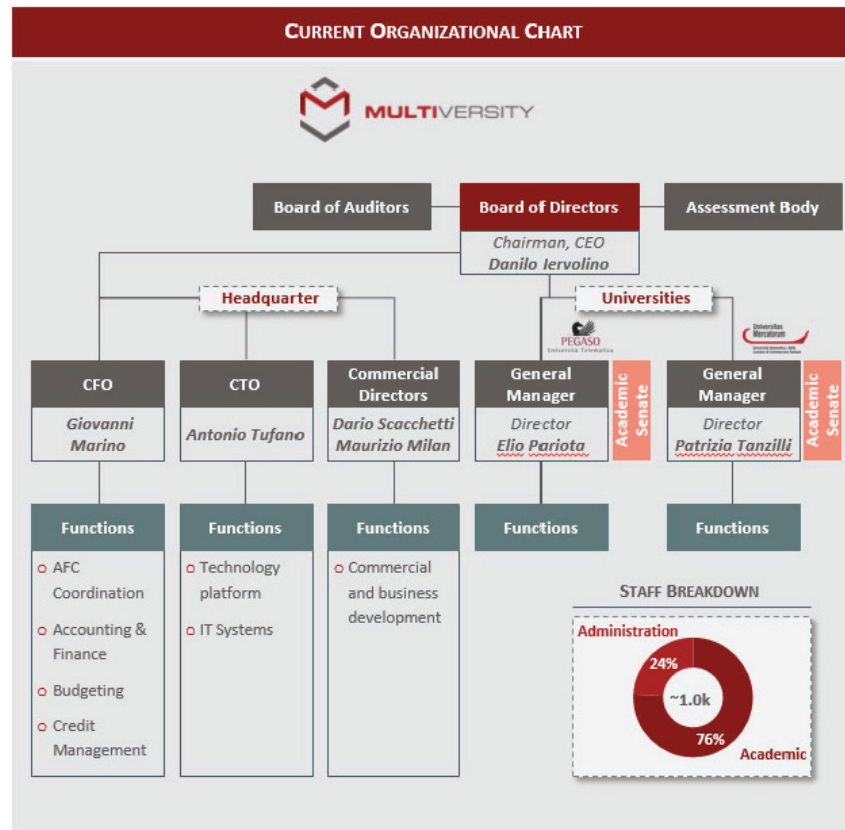 CURRENT ORGANIZATIONAL CHART
MULTIVERSITY
Board of Auditors
Board of Directors
Assessment Body
Chairman, CEO
Danilo Iervolino
Headquarter
Universities
PEGASO
Università Telematica
Universitas
Mercatorum
CFO
Giovanni
Marino
CTO
Antonio Tufano
Commercial
Directors
Dario Scacchetti
Maurizio Milan
General
Manager
Director
Elio Pariota
Academic
Senate
General
Manager
Director
Patrizia Tanzilli
Academic
Senate
Functions
AFC
Coordination
Accounting &
Finance
Budgeting
Credit
Management
Functions
Technology
platform
IT Systems
Functions
Commercial
and business
development
Functions
Functions
STAFF BREAKDOWN
Administration
24%
~1.0k
76%
Academic